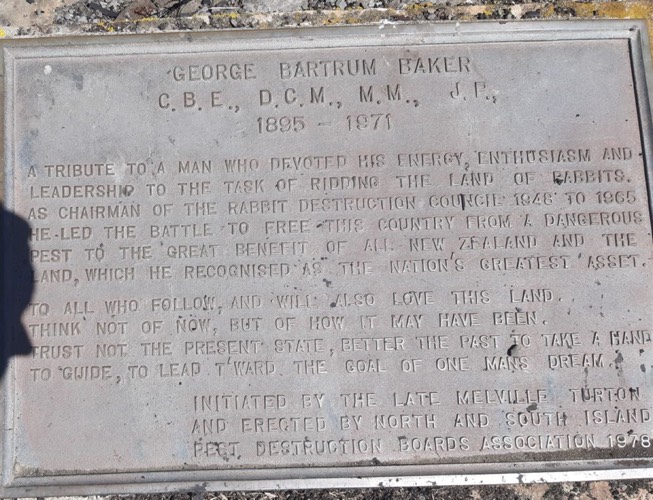 GEORGE BARTRUM BAKER
C.B.E., D.C.M., M.M., J.P.,
1895 - 1971
A TRIBUTE TO A MAN WHO DEVOTED HIS ENERGY, ENTHUSIASM AND
LEADERSHIP TO THE TASK OF RIDDING THE LAND OF RABBITS.
AS CHAIRMAN OF THE RABBIT DESTRUCTION COUNCIL 1946 TO 1965
HE LED THE BATTLE TO FREE THIS COUNTRY FROM A DANGEROUS
PEST TO THE GREAT BENEFIT OF ALL NEW ZEALAND AND THE
LAND, WHICH HE RECOGNISED AS THE NATION'S GREATEST ASSET.
TO ALL WHO FOLLOW, AND WILL ALSO LOVE THIS LAND.
THINK NOT OF NOW, BUT OF HOW IT MAY HAVE BEEN.
TRUST NOT THE PRESENT STATE, BETTER THE PAST TO TAKE A HAND
TO GUIDE, TO LEAD T'WARD THE GOAL OF ONE MANS DREAM.
INITIATED BY THE LATE MELVILLE TURTON
AND ERECTED BY NORTH AND SOUTH ISLAND
PEST DESTRUCTION BOARDS ASSOCIATION 1978